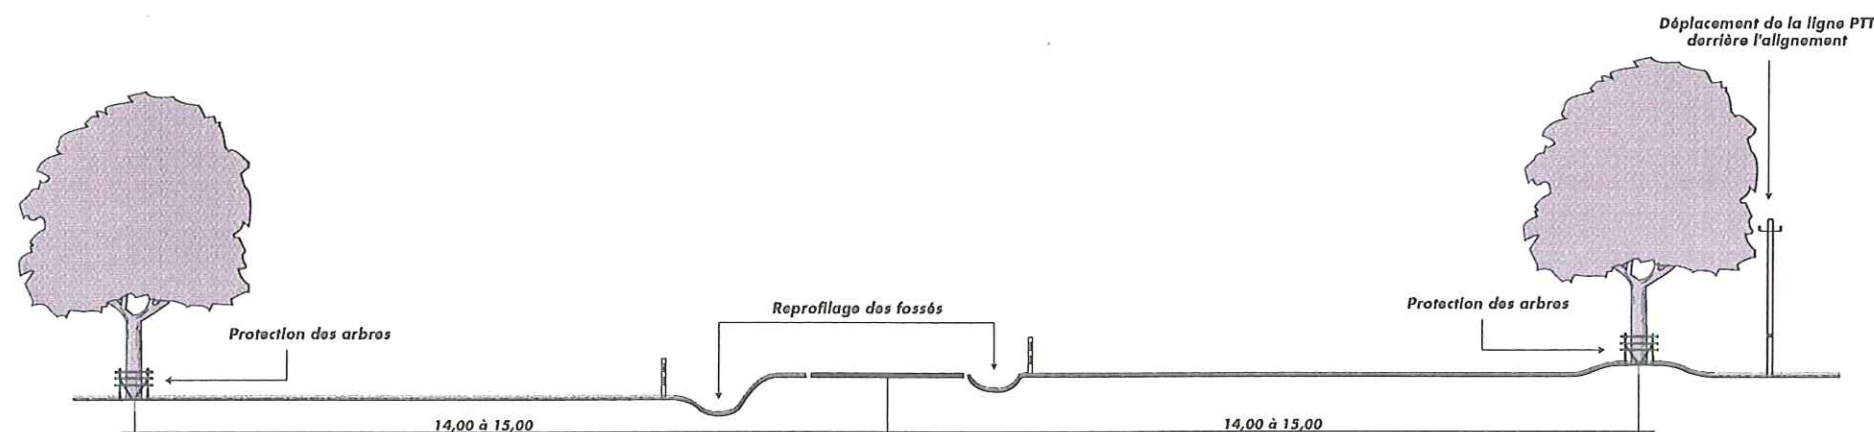 Déplacement de la ligne PTT
derrière l'alignement
Reprofilage des fossés
Protection des arbres
Protection des arbres
14,00 à 15,00
14,00 à 15,00